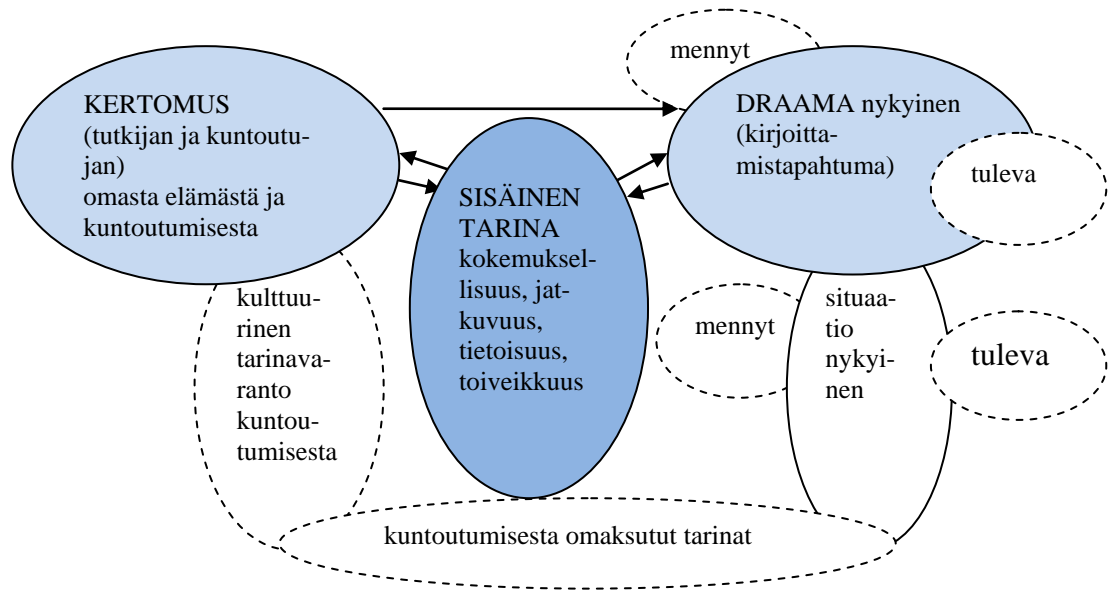 mennyt
KERTOMUS
(tutkijan ja kuntoutu-
jan)
omasta elämästä ja
kuntoutumisesta
DRAAMA nykyinen
(kirjoitta-
mistapahtuma)
tuleva
SISÄINEN
TARINA
kokemuksel-
lisuus, jat-
kuvuus,
tietoisuus,
toiveikkuus
kulttuu-
rinen
tarinava-
ranto
kuntou-
tumisesta
mennyt
situaa-
tio
nykyi-
nen
tuleva
kuntoutumisesta omaksutut tarinat